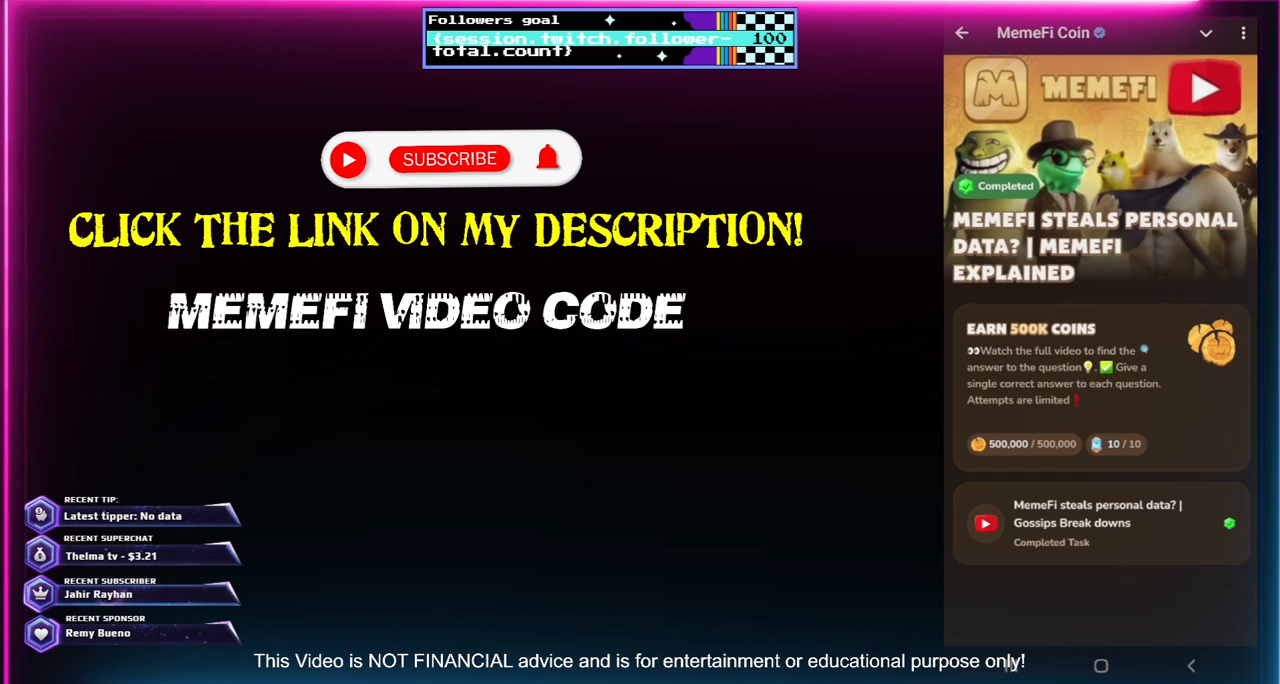 Followers goal
{session.twitch.follower-total.count} 100
SUBSCRIBE
CLICK THE LINK ON MY DESCRIPTION!
MEMEFI VIDEO CODE
RECENT TIP:
Latest tipper: No data
RECENT SUPERCHAT
Thelma tv - $3.21
RECENT SUBSCRIBER
Jahir Rayhan
RECENT SPONSOR
Remy Bueno
MemeFi Coin
M MEMEFI
Completed
MEMEFI STEALS PERSONAL
DATA? | MEMEFI
EXPLAINED
EARN 500K COINS
👀Watch the full video to find the
answer to the question💡. ✅ Give a
single correct answer to each question.
Attempts are limited❗
500,000 / 500,000 10 / 10
MemeFi steals personal data? |
Gossips Break downs
Completed Task
This Video is NOT FINANCIAL advice and is for entertainment or educational purpose only!